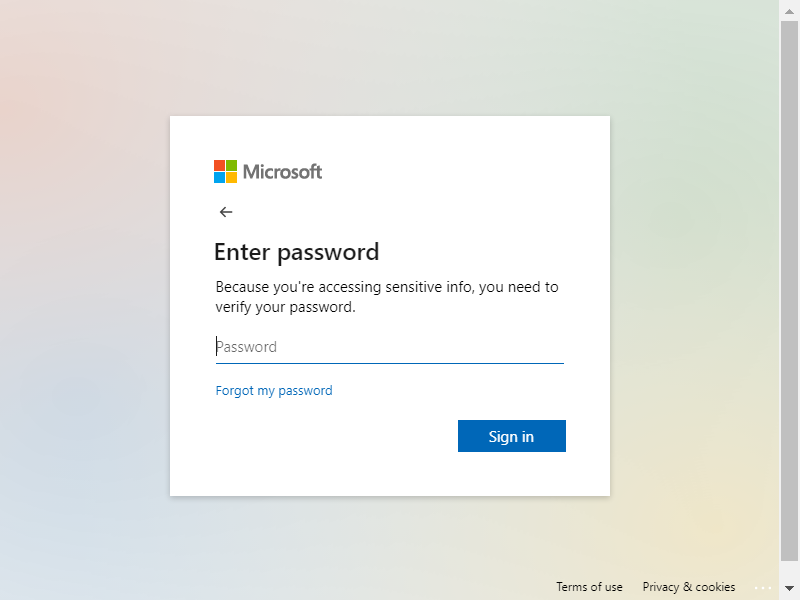 Microsoft
Enter password
Because you're accessing sensitive info, you need to
verify your password.
Password
Forgot my password
Sign in
Terms of use
Privacy & cookies
...